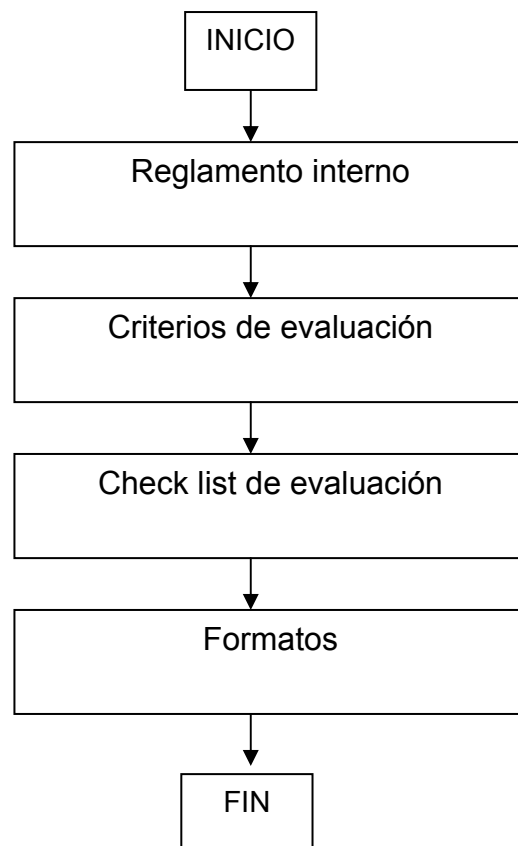 INICIO
Reglamento interno
Criterios de evaluación
Check list de evaluación
Formatos
FIN